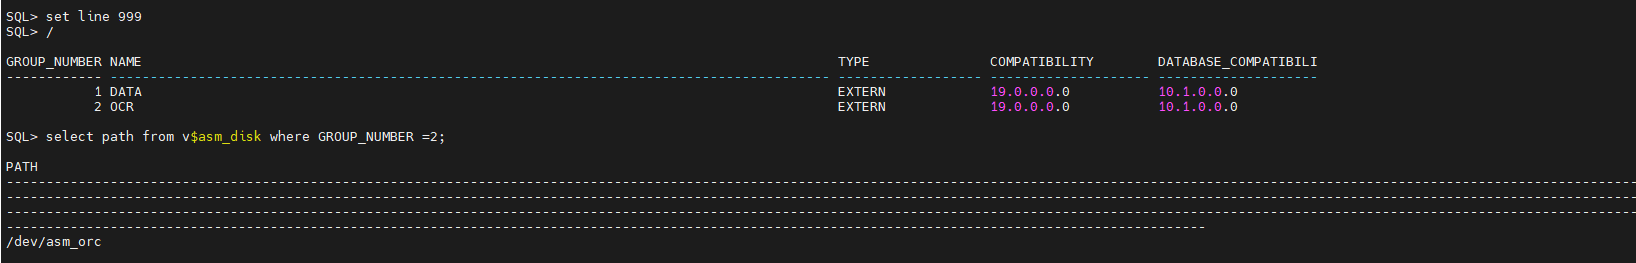 SQL> set line 999
SQL> /
GROUP_NUMBER NAME TYPE COMPATIBILITY DATABASE_COMPATIBILI
------------ ------------------------------------------------------------------------------------------ ------------------ -------------------- --------------------
1 DATA EXTERN 19.0.0.0.0 10.1.0.0.0
2 OCR EXTERN 19.0.0.0.0 10.1.0.0.0
SQL> select path from v$asm_disk where GROUP_NUMBER =2;
PATH
------------------------------------------------------------------------------------------------------------------------------------------------------------------------------------------------------------
------------------------------------------------------------------------------------------------------------------------------------------------------------------------------------------------------------
------------------------------------------------------------------------------------------------------------------------------------------------------------------------------------------------------------
------------------------------------------------------------------------------------------------------------------------------------------------------
/dev/asm_orc